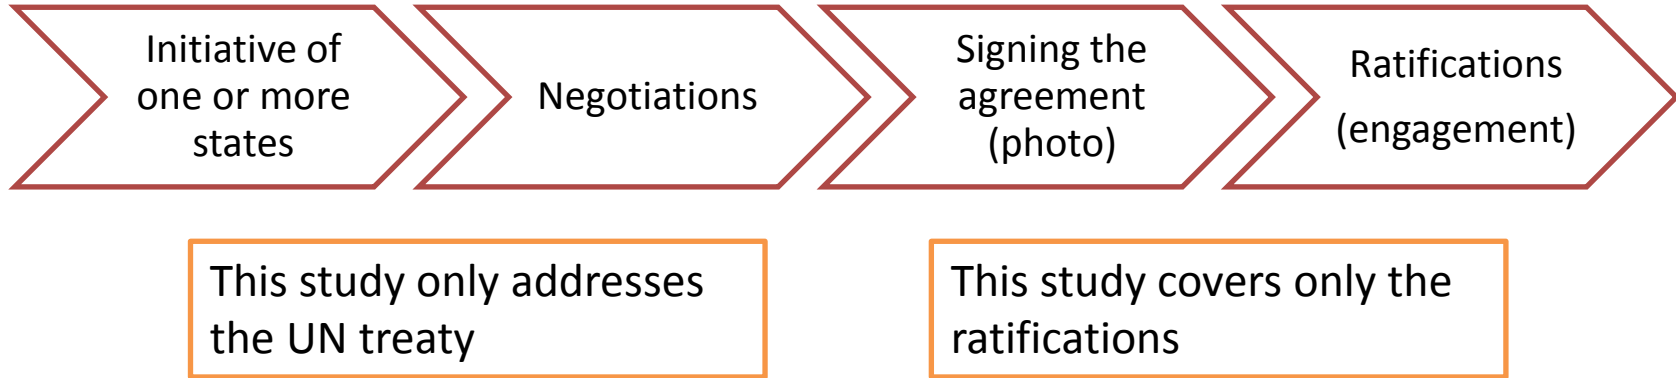 Initiative of
one or more
states
Negotiations
Signing the
agreement
(photo)
Ratifications
(engagement)
This study only addresses
the UN treaty
This study covers only the
ratifications